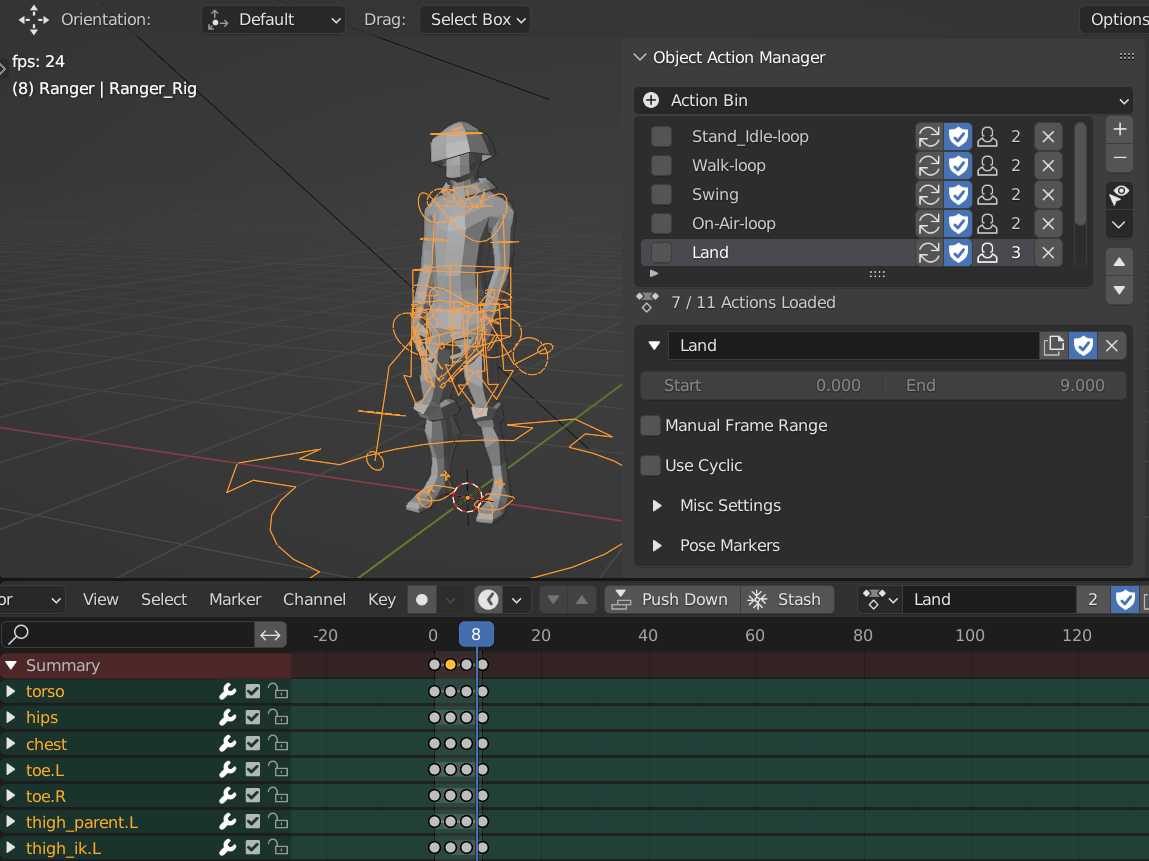 Orientation: Default Drag: Select Box Options
fps: 24
(8) Ranger | Ranger_Rig
Object Action Manager
Action Bin
Stand_Idle-loop 2
Walk-loop 2
Swing 2
On-Air-loop 2
Land 3
7 / 11 Actions Loaded
Land
Start 0.000 End 9.000
Manual Frame Range
Use Cyclic
Misc Settings
Pose Markers
or View Select Marker Channel Key Push Down Stash Land 2
-20 0 8 20 40 60 80 100 120
Summary
torso
hips
chest
toe.L
toe.R
thigh_parent.L
thigh_ik.L